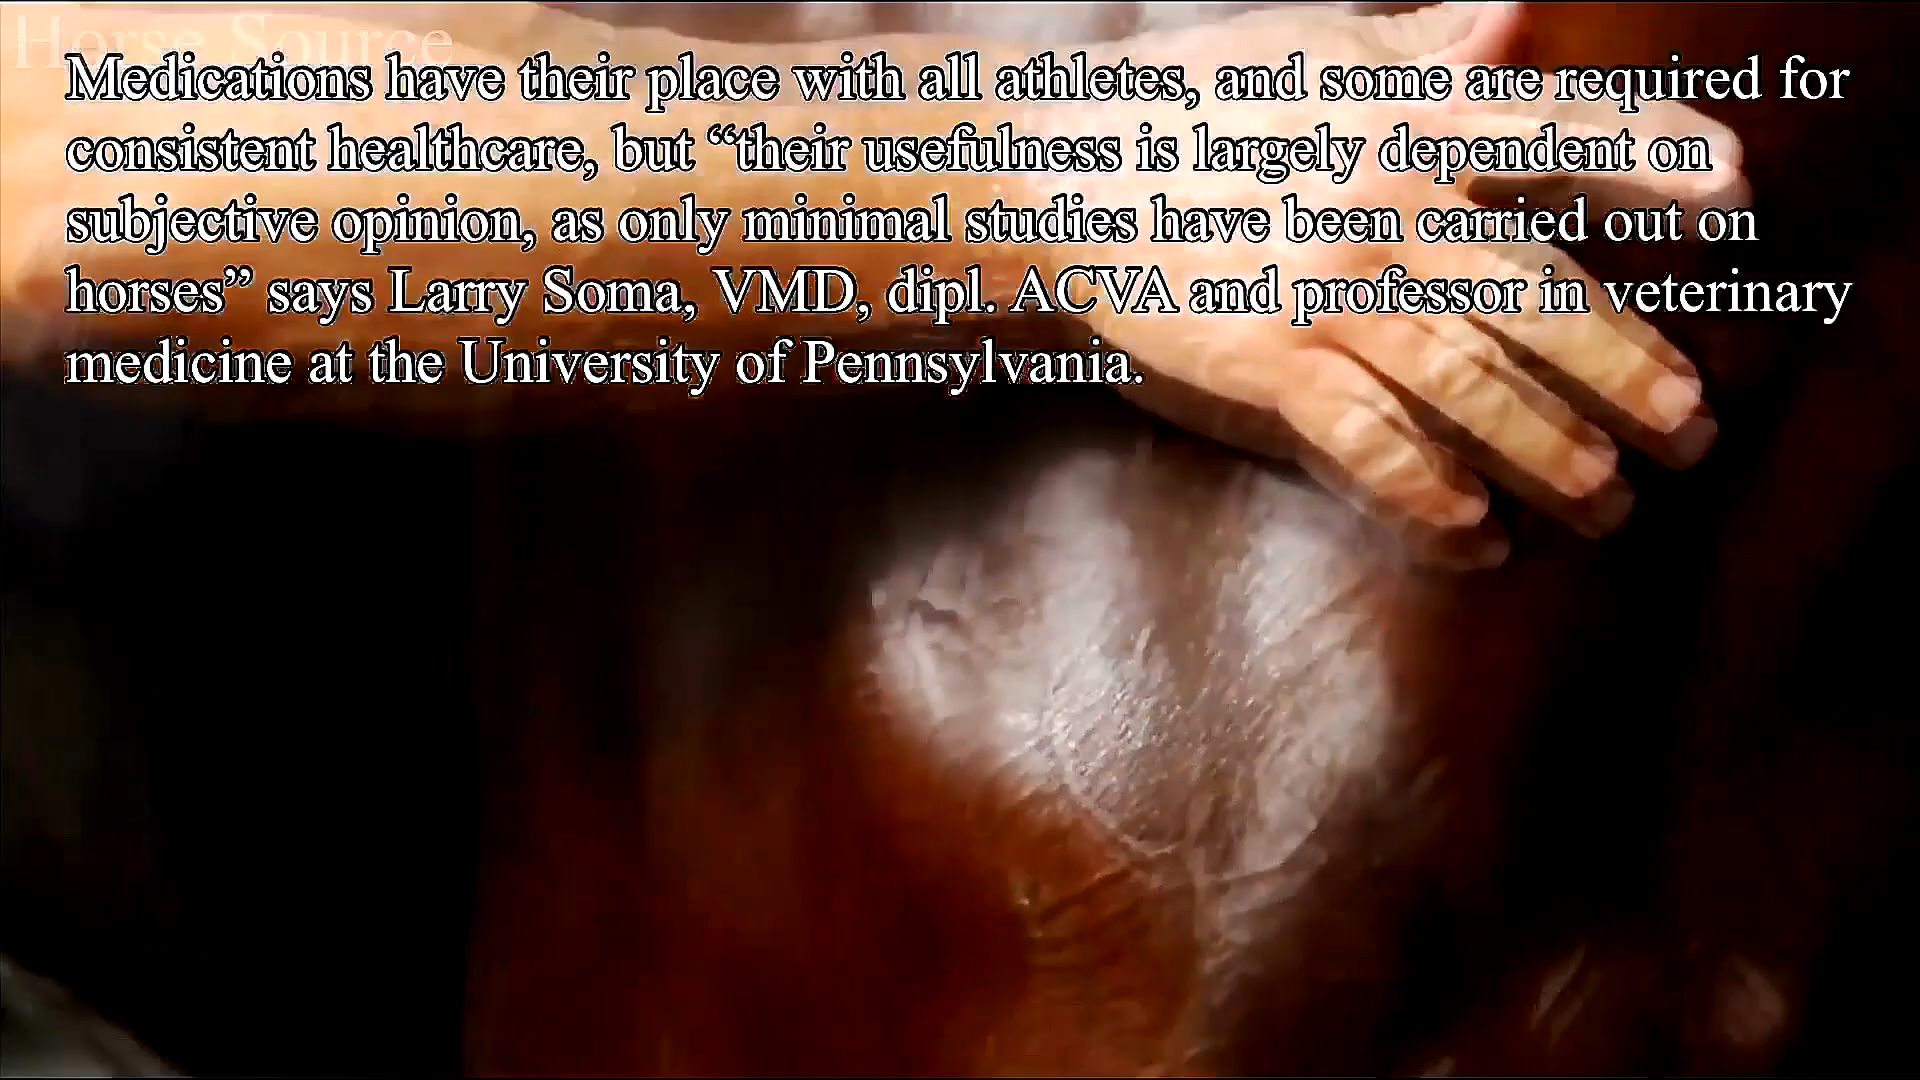 Horse Source
Medications have their place with all athletes, and some are required for
consistent healthcare, but “their usefulness is largely dependent on
subjective opinion, as only minimal studies have been carried out on
horses” says Larry Soma, VMD, dipl. ACVA and professor in veterinary
medicine at the University of Pennsylvania.